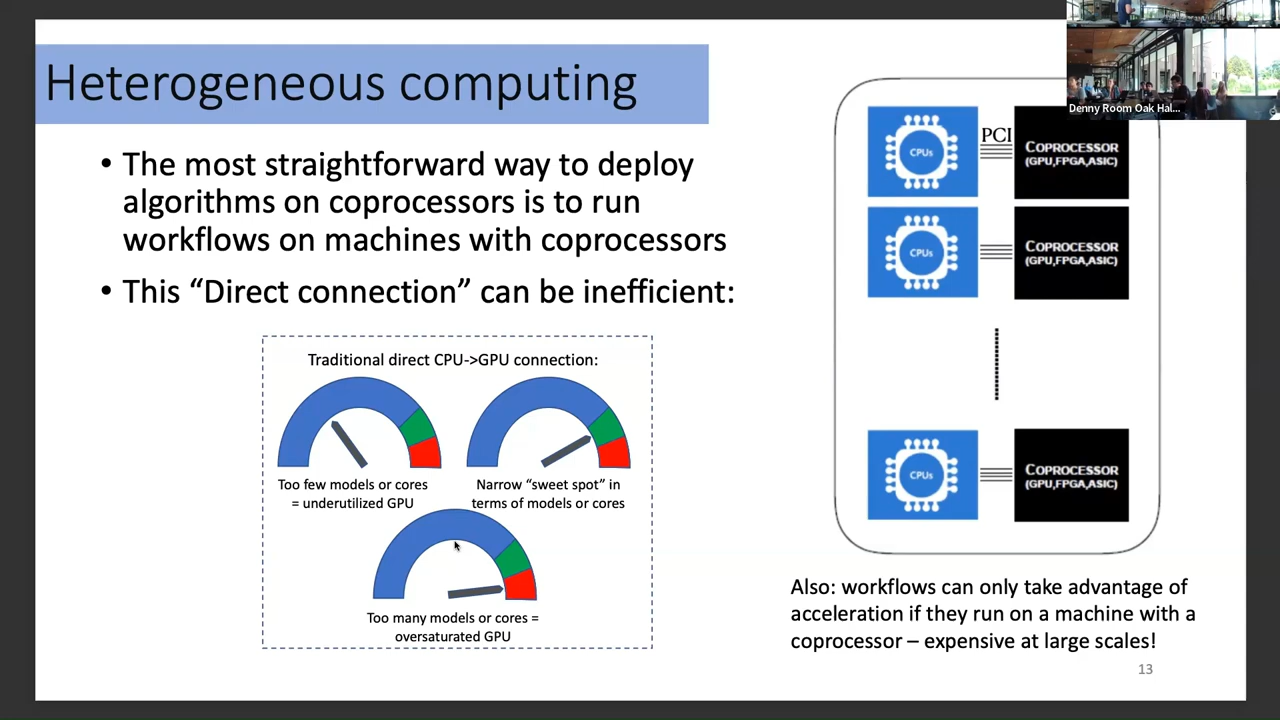 Heterogeneous computing
• The most straightforward way to deploy
algorithms on coprocessors is to run
workflows on machines with coprocessors
• This “Direct connection” can be inefficient:
Traditional direct CPU->GPU connection:
Too few models or cores
= underutilized GPU
Narrow “sweet spot” in
terms of models or cores
Too many models or cores =
oversaturated GPU
Denny Room Oak Hal...
CPUs
PCI
COPROCESSOR
(GPU,FPGA,ASIC)
CPUs
COPROCESSOR
(GPU,FPGA,ASIC)
CPUs
COPROCESSOR
(GPU,FPGA,ASIC)
Also: workflows can only take advantage of
acceleration if they run on a machine with a
coprocessor – expensive at large scales!
13